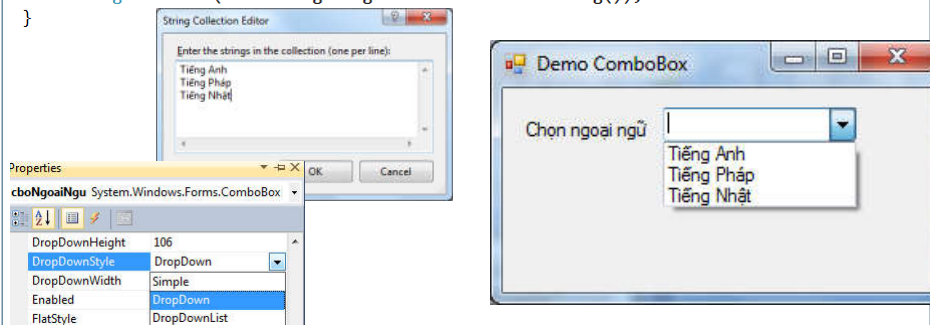 }
String Collection Editor
Enter the strings in the collection (one per line):
Tiếng Anh
Tiếng Pháp
Tiếng Nhật
OK
Cancel
Properties
cboNgoaiNgu System.Windows.Forms.ComboBox
DropDownHeight 106
DropDownStyle DropDown
DropDownWidth Simple
Enabled DropDown
FlatStyle DropDownList
Demo ComboBox
Chọn ngoại ngữ
Tiếng Anh
Tiếng Pháp
Tiếng Nhật